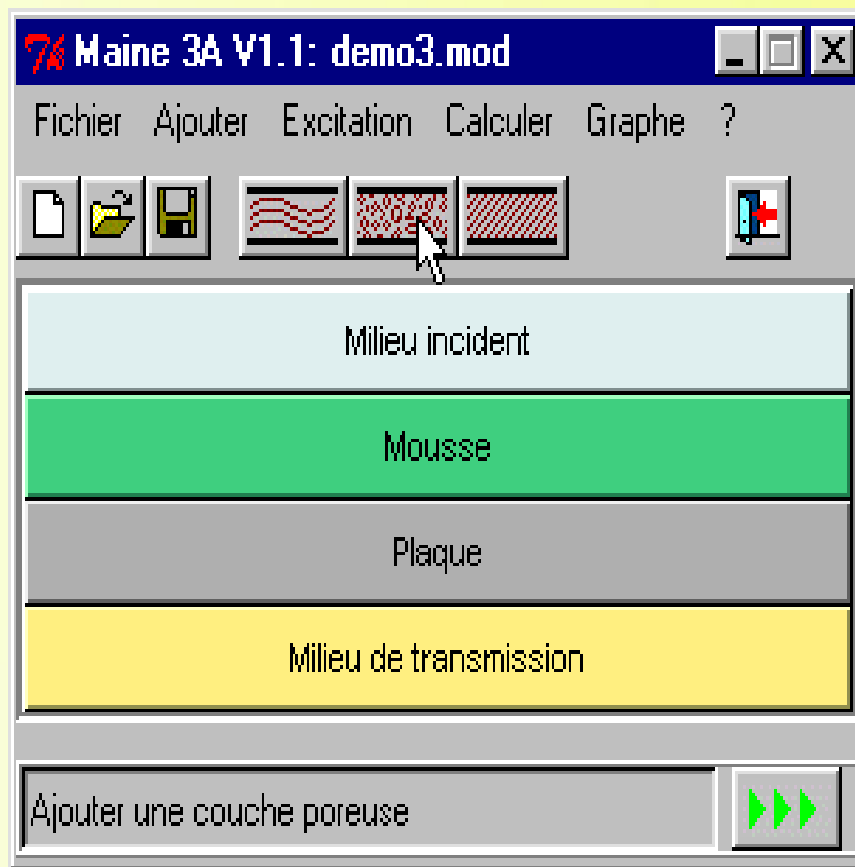 Maine 3A V1.1: demo3.mod
Fichier Ajouter Excitation Calculer Graphe ?
Milieu incident
Mousse
Plaque
Milieu de transmission
Ajouter une couche poreuse